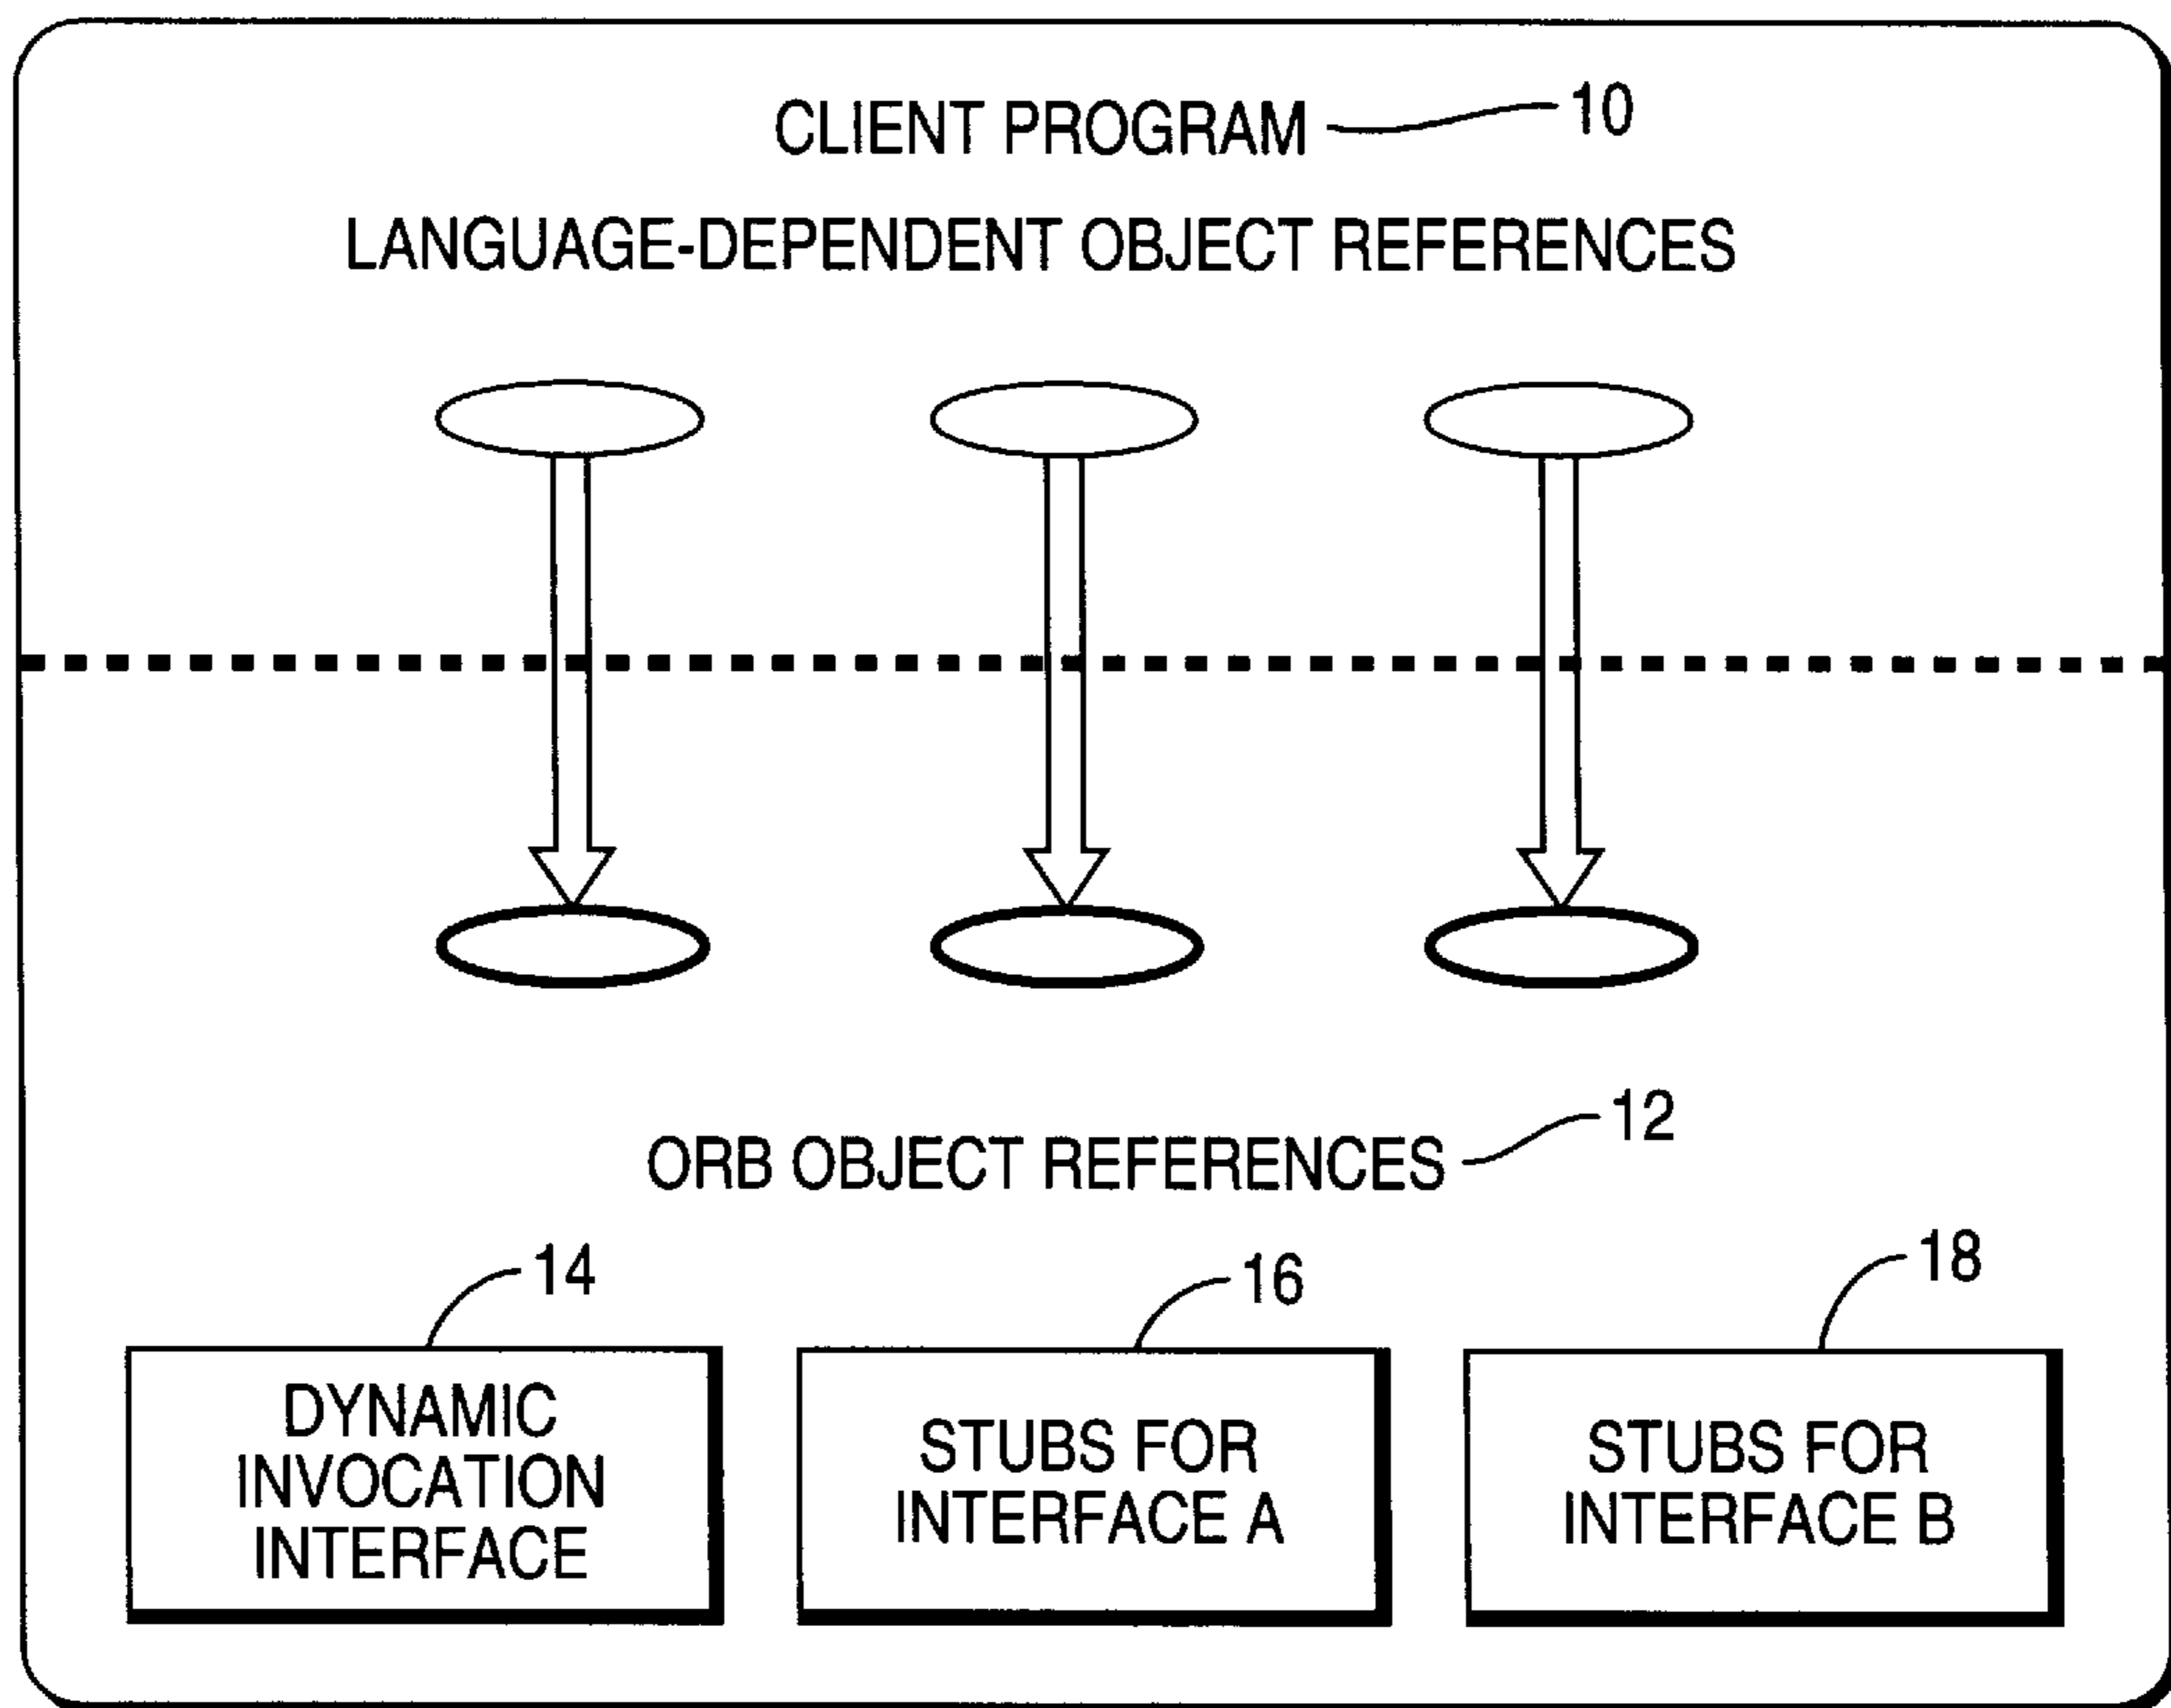 CLIENT PROGRAM 10
LANGUAGE-DEPENDENT OBJECT REFERENCES
12
ORB OBJECT REFERENCES
14
16
18
DYNAMIC
INVOCATION
INTERFACE
STUBS FOR
INTERFACE A
STUBS FOR
INTERFACE B